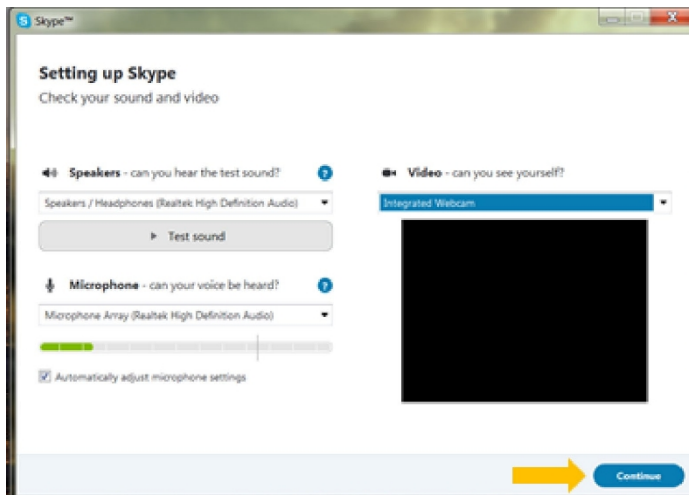 Skype™
Setting up Skype
Check your sound and video
Speakers - can you hear the test sound?
Speakers / Headphones (Realtek High Definition Audio)
Test sound
Microphone - can your voice be heard?
Microphone Array (Realtek High Definition Audio)
Automatically adjust microphone settings
Video - can you see yourself?
Integrated Webcam
Continue